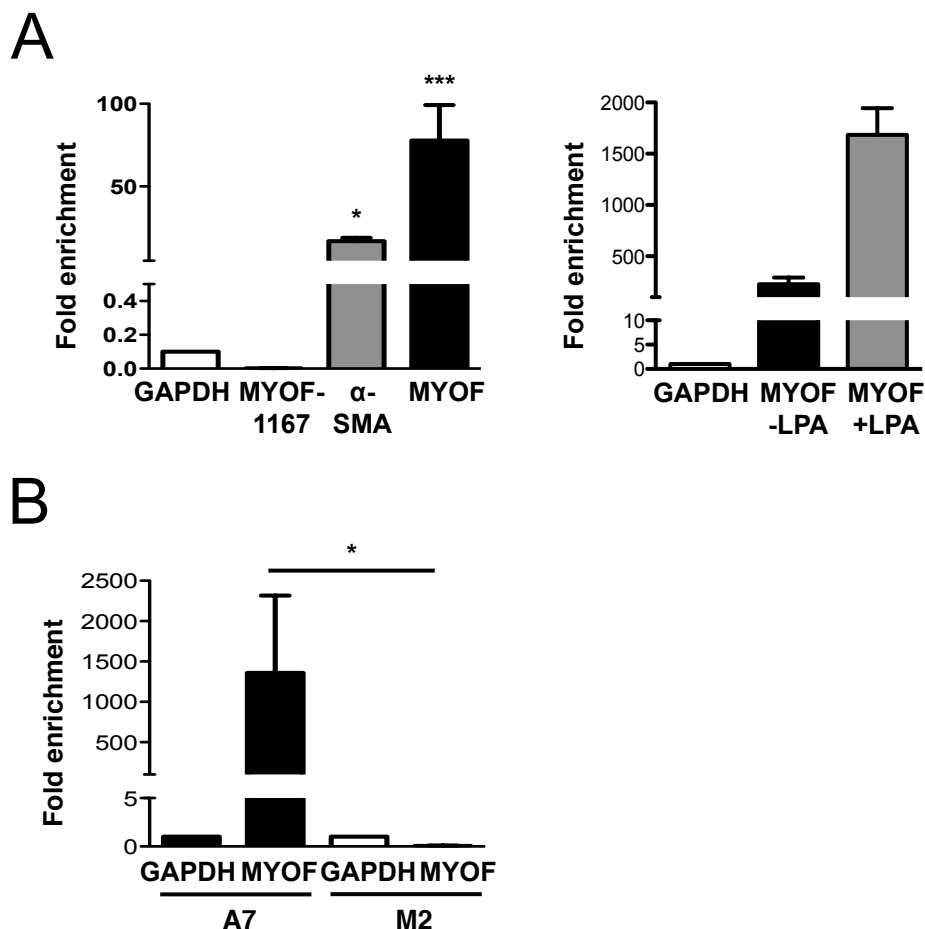 A
Fold enrichment
100
50
0.4
0.2
0.0
*
***
GAPDH MYOF- α- MYOF
1167 SMA
Fold enrichment
2000
1500
1000
500
10
5
0
GAPDH MYOF MYOF
-LPA +LPA
B
Fold enrichment
2500
2000
1500
1000
500
5
0
*
GAPDH MYOF GAPDH MYOF
A7 M2